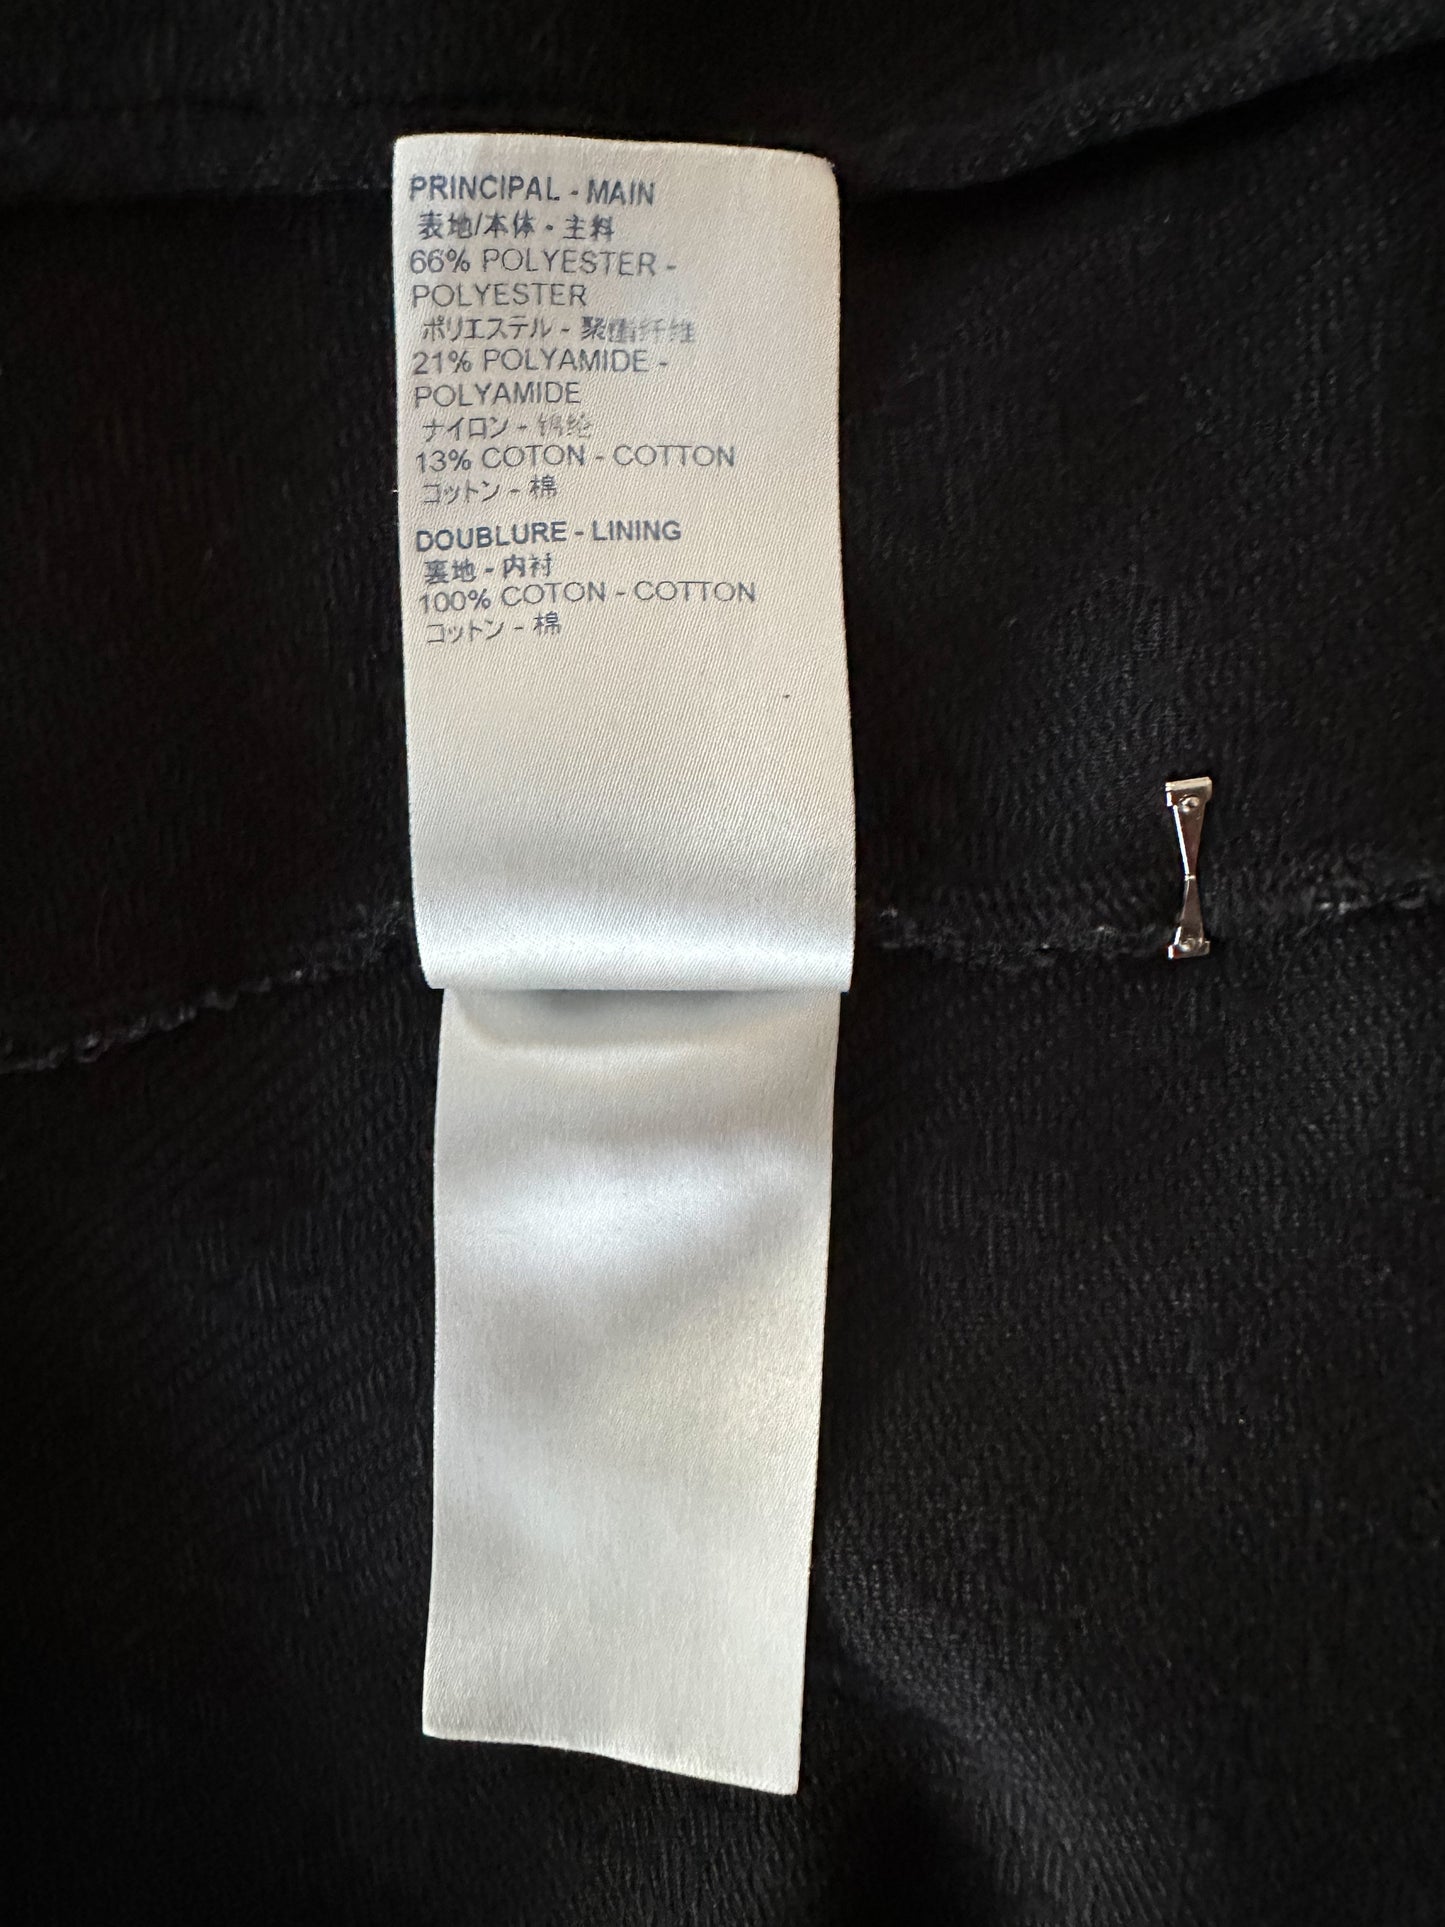 PRINCIPAL - MAIN
表地/本体 - 主料
66% POLYESTER -
POLYESTER
ポリエステル - 聚酯纤维
21% POLYAMIDE -
POLYAMIDE
ナイロン - 锦纶
13% COTON - COTTON
コットン - 棉
DOUBLURE - LINING
裏地 - 内衬
100% COTON - COTTON
コットン - 棉